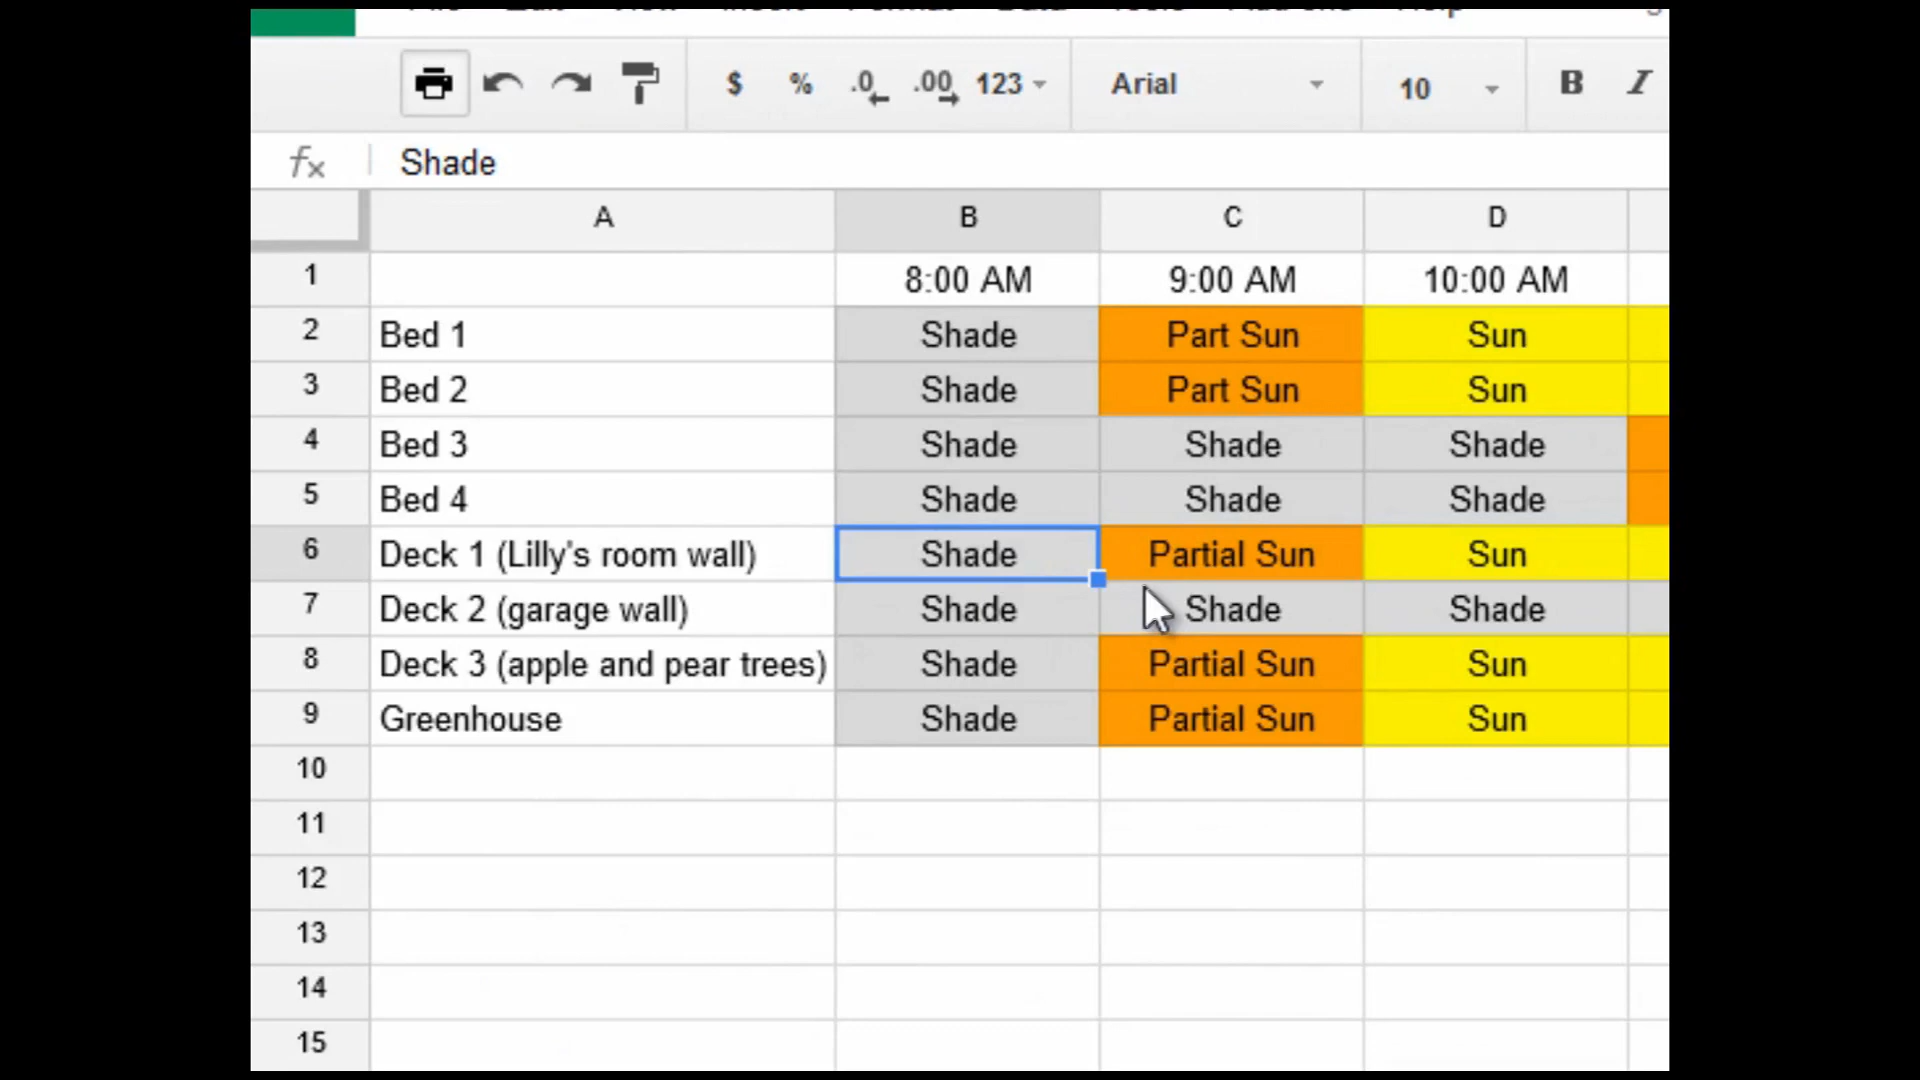 $ % .0 .00 123 Arial 10 B I
fx Shade
A B C D
1 8:00 AM 9:00 AM 10:00 AM
2 Bed 1 Shade Part Sun Sun
3 Bed 2 Shade Part Sun Sun
4 Bed 3 Shade Shade Shade
5 Bed 4 Shade Shade Shade
6 Deck 1 (Lilly's room wall) Shade Partial Sun Sun
7 Deck 2 (garage wall) Shade Shade Shade
8 Deck 3 (apple and pear trees) Shade Partial Sun Sun
9 Greenhouse Shade Partial Sun Sun
10
11
12
13
14
15